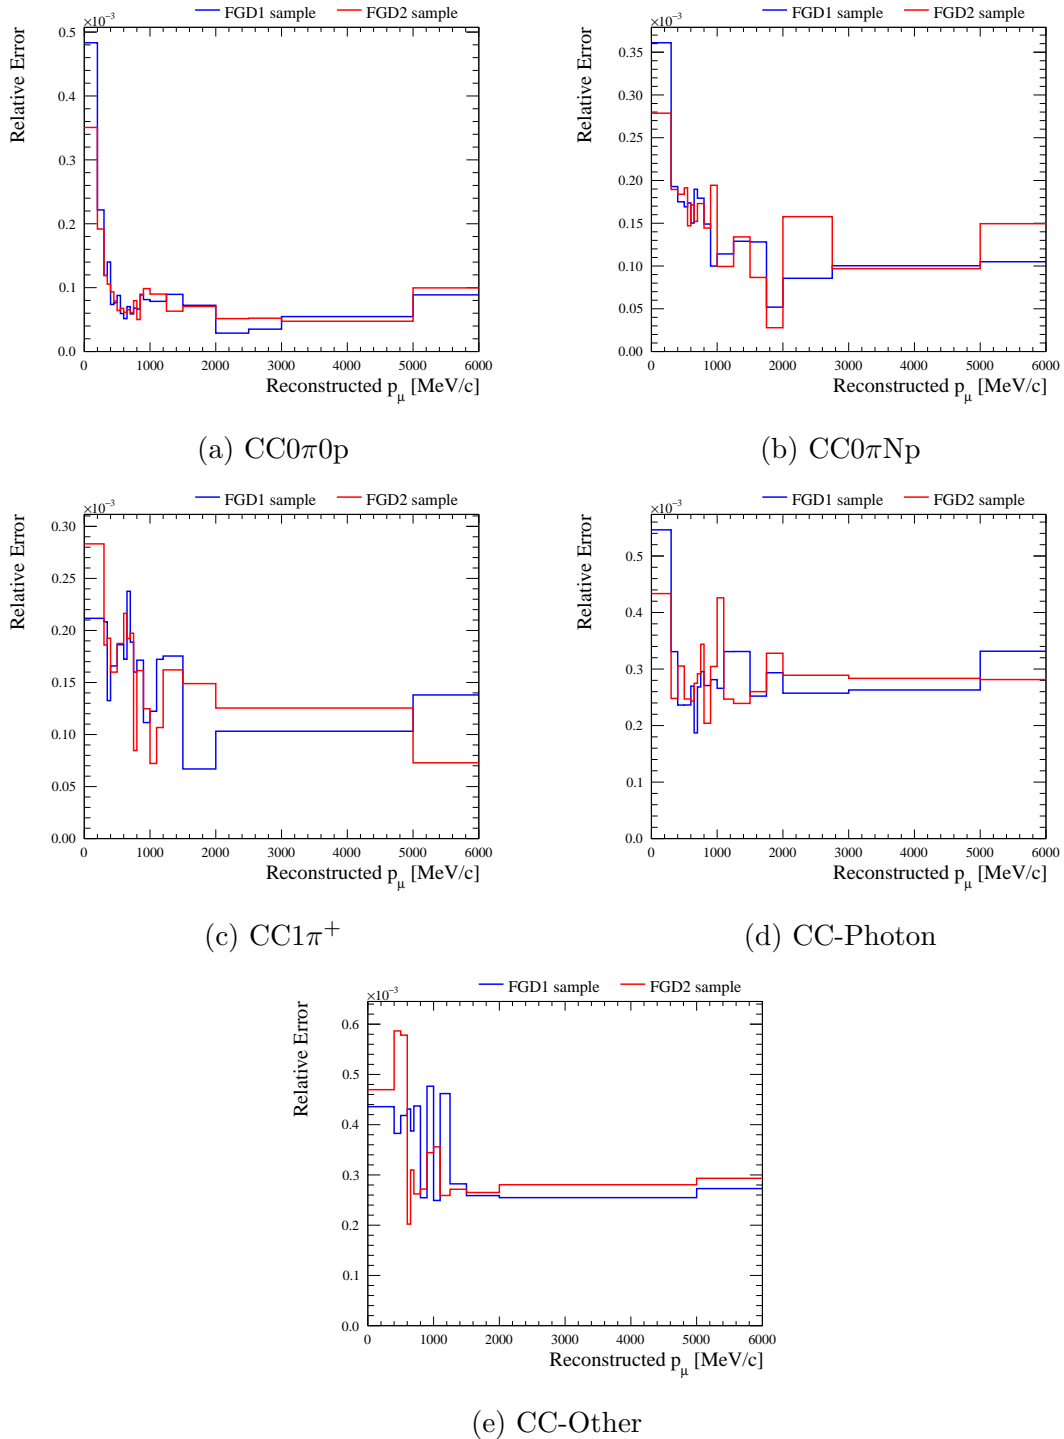 ×10⁻³ FGD1 sample FGD2 sample
Relative Error
0.5
0.4
0.3
0.2
0.1
0.0
0 1000 2000 3000 4000 5000 6000
Reconstructed pμ [MeV/c]
(a) CC0π0p
×10⁻³ FGD1 sample FGD2 sample
Relative Error
0.35
0.30
0.25
0.20
0.15
0.10
0.05
0.00
0 1000 2000 3000 4000 5000 6000
Reconstructed pμ [MeV/c]
(b) CC0πNp
×10⁻³ FGD1 sample FGD2 sample
Relative Error
0.30
0.25
0.20
0.15
0.10
0.05
0.00
0 1000 2000 3000 4000 5000 6000
Reconstructed pμ [MeV/c]
(c) CC1π⁺
×10⁻³ FGD1 sample FGD2 sample
Relative Error
0.5
0.4
0.3
0.2
0.1
0.0
0 1000 2000 3000 4000 5000 6000
Reconstructed pμ [MeV/c]
(d) CC-Photon
×10⁻³ FGD1 sample FGD2 sample
Relative Error
0.6
0.5
0.4
0.3
0.2
0.1
0.0
0 1000 2000 3000 4000 5000 6000
Reconstructed pμ [MeV/c]
(e) CC-Other